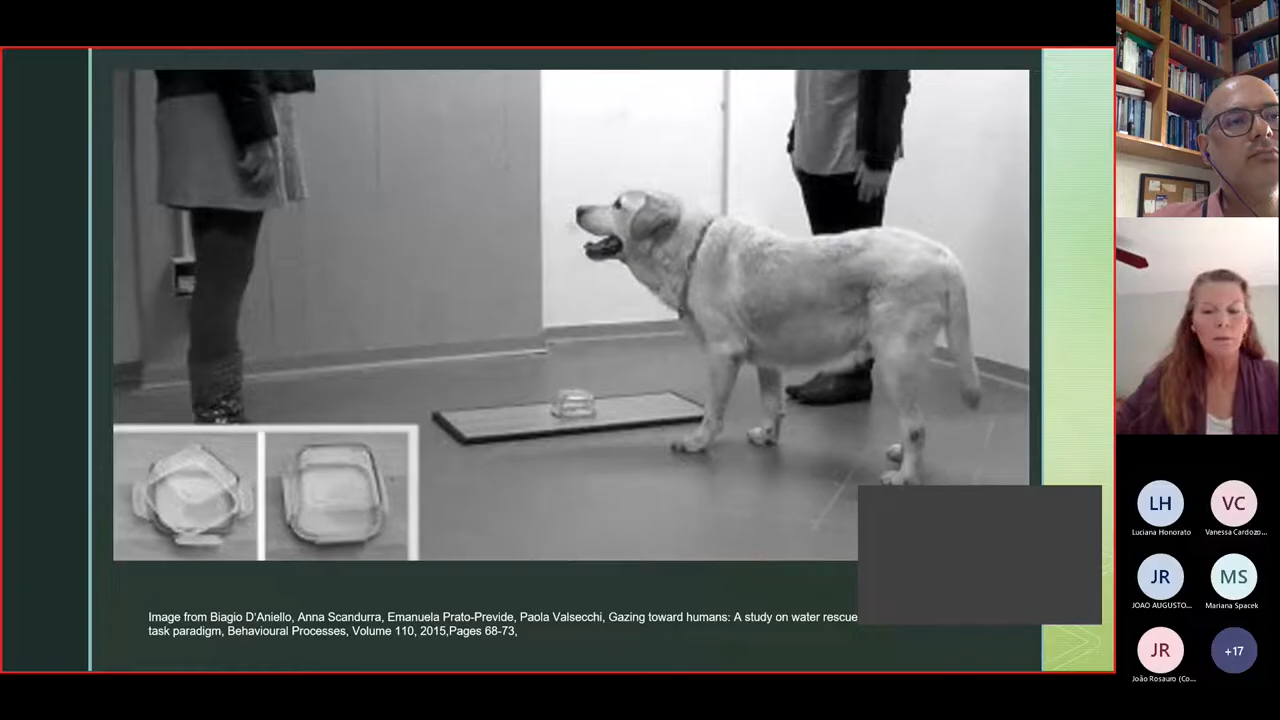 Image from Biagio D'Aniello, Anna Scandurra, Emanuela Prato-Previde, Paola Valsecchi, Gazing toward humans: A study on water rescue
task paradigm, Behavioural Processes, Volume 110, 2015,Pages 68-73,
LH
VC
Luciana Honorato
Vanessa Cardozo...
JR
MS
JOAO AUGUSTO...
Mariana Spacek
JR
+17
João Rosauro (Co...